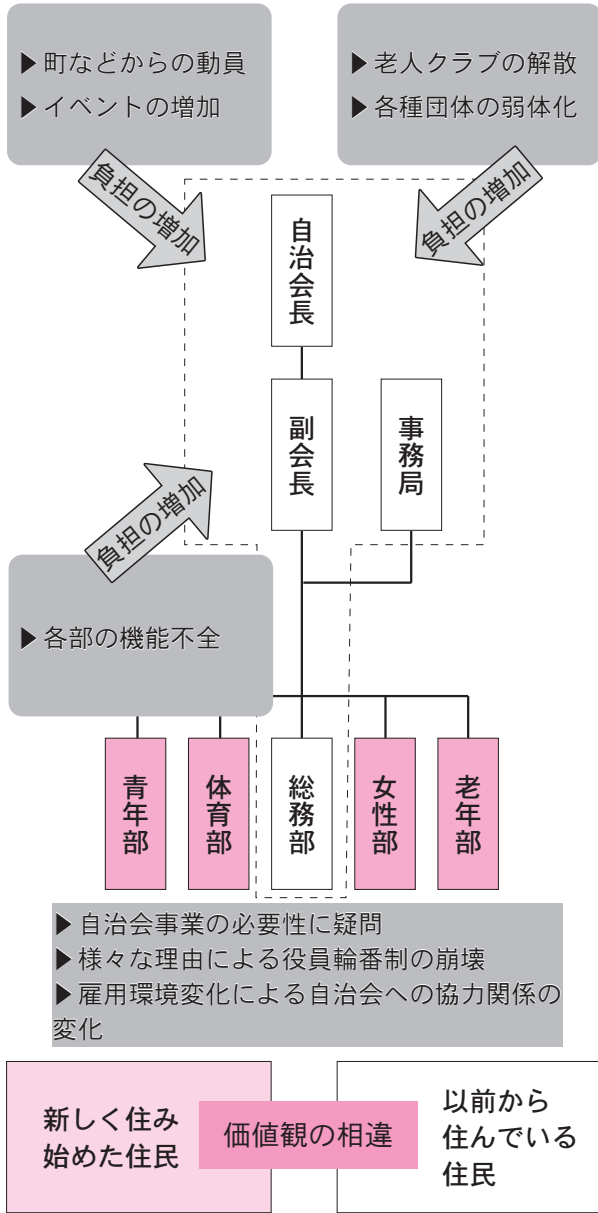 ▶町などからの動員
▶イベントの増加
▶老人クラブの解散
▶各種団体の弱体化
負担の増加
負担の増加
自治会長
副会長
事務局
負担の増加
▶各部の機能不全
青年部
体育部
総務部
女性部
老年部
▶自治会事業の必要性に疑問
▶様々な理由による役員輪番制の崩壊
▶雇用環境変化による自治会への協力関係の
変化
新しく住み
始めた住民
価値観の相違
以前から
住んでいる
住民